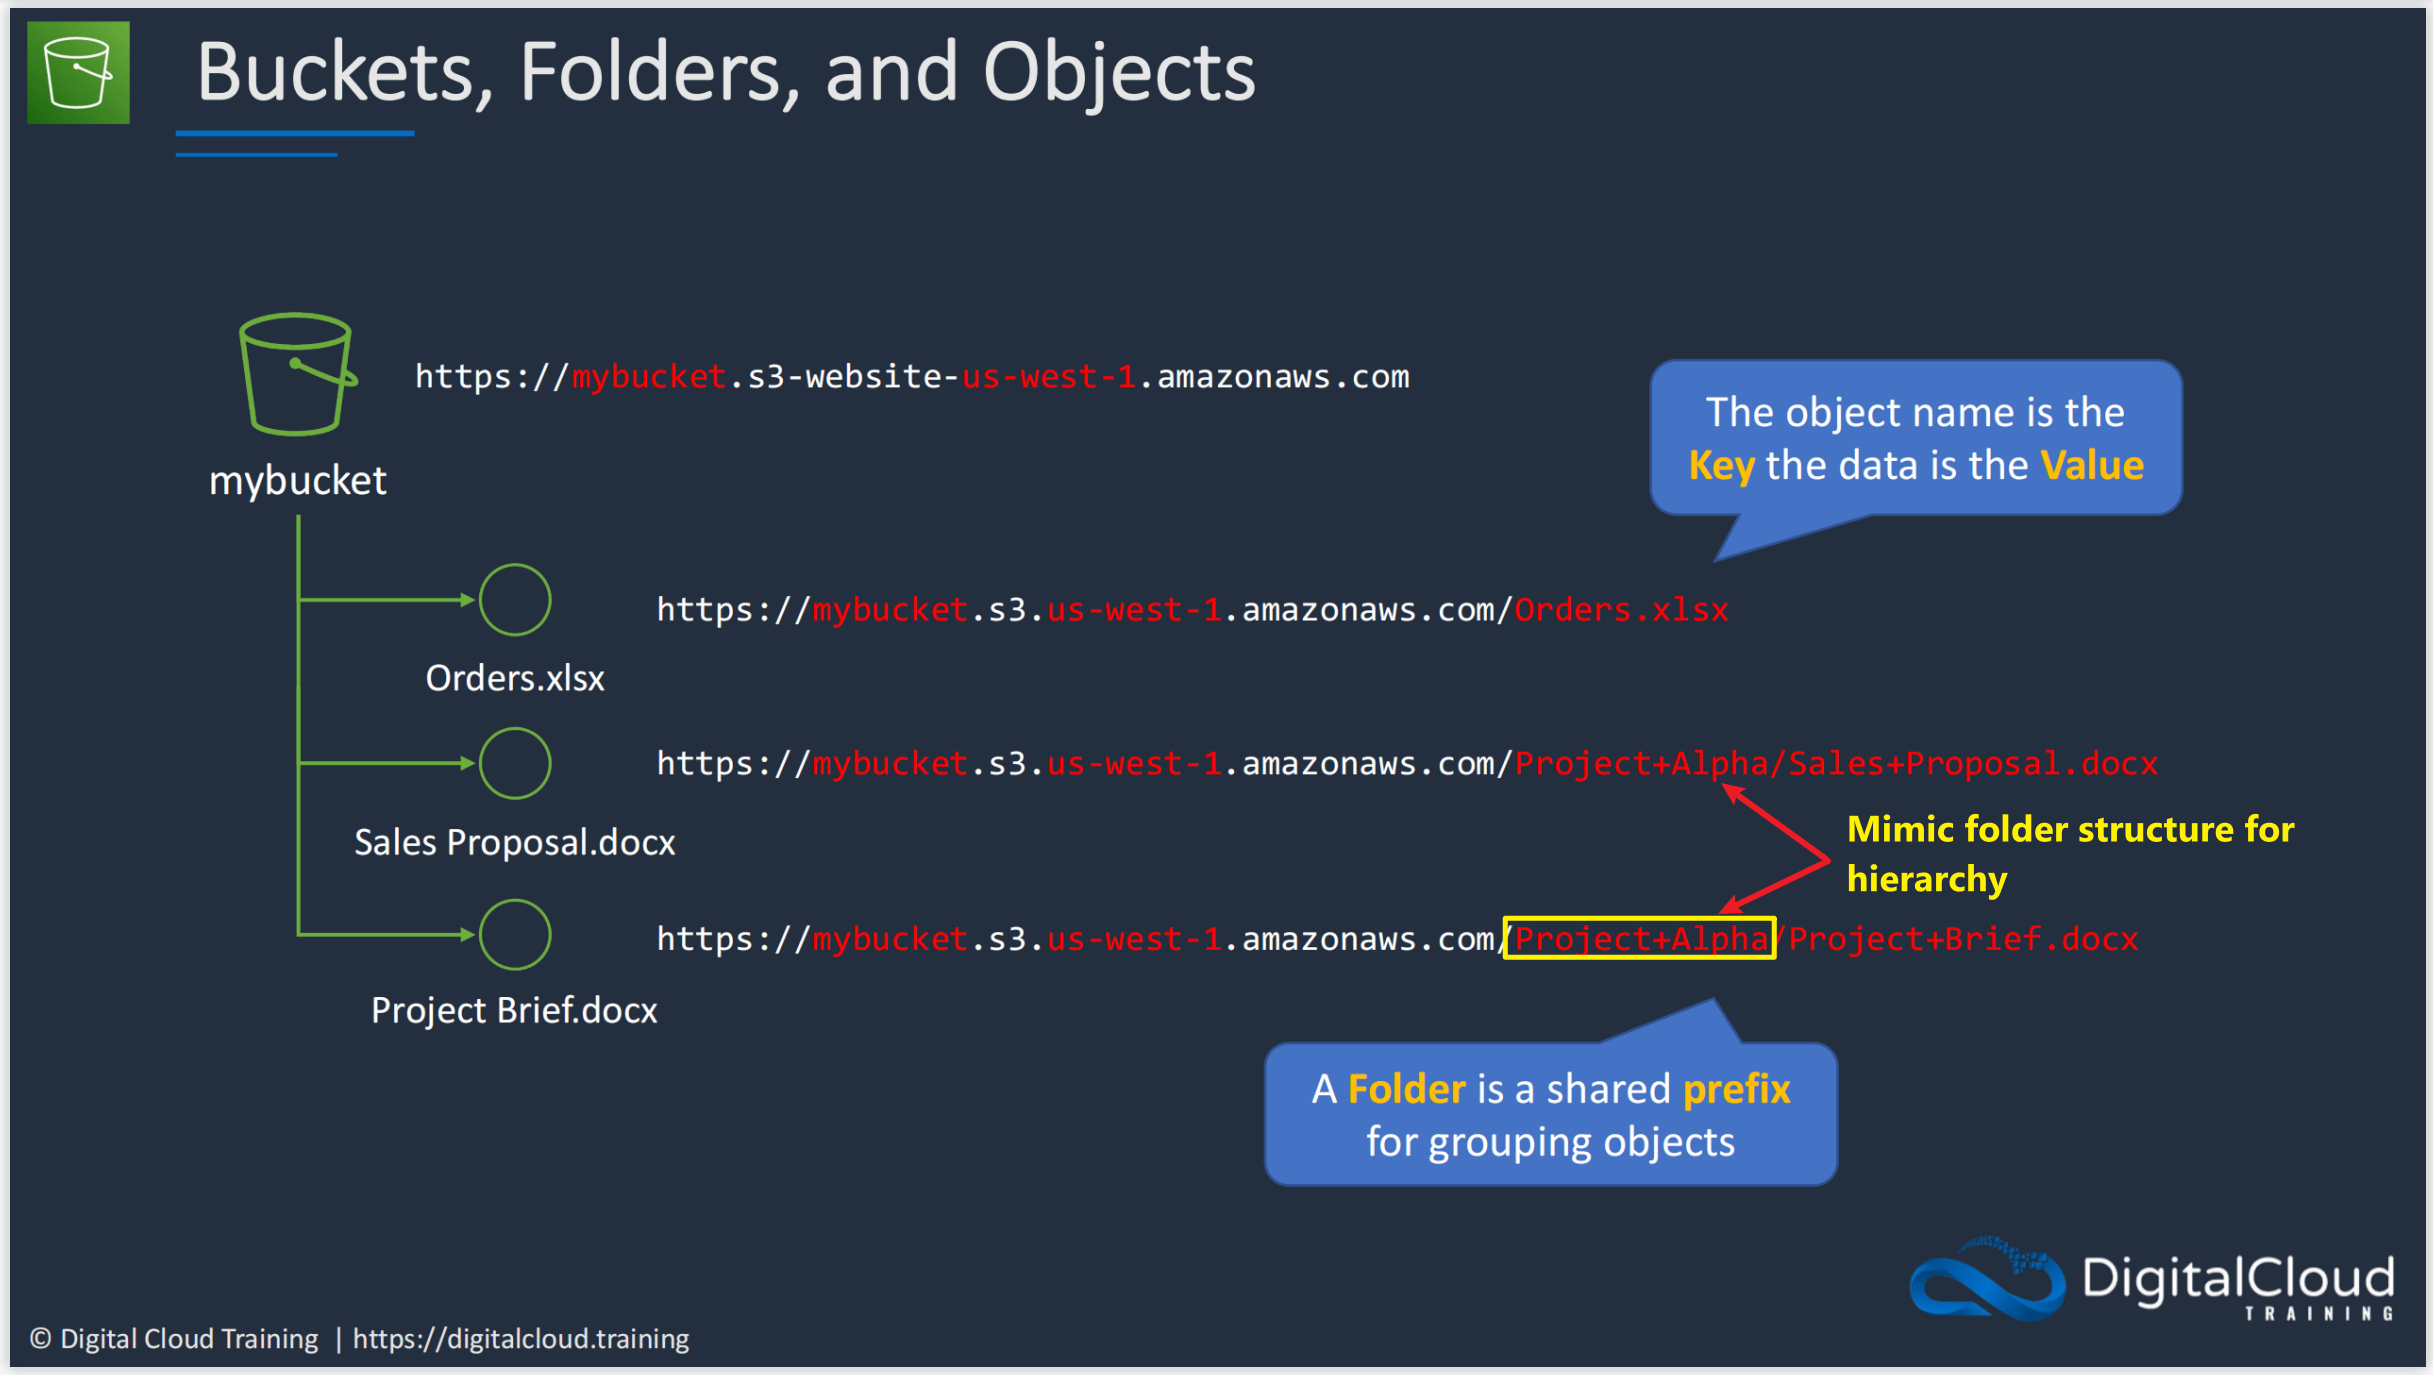 Buckets, Folders, and Objects
https://mybucket.s3-website-us-west-1.amazonaws.com
mybucket
The object name is the
Key the data is the Value
https://mybucket.s3.us-west-1.amazonaws.com/Orders.xlsx
Orders.xlsx
https://mybucket.s3.us-west-1.amazonaws.com/Project+Alpha/Sales+Proposal.docx
Sales Proposal.docx
Mimic folder structure for
hierarchy
https://mybucket.s3.us-west-1.amazonaws.com/Project+Alpha/Project+Brief.docx
Project Brief.docx
A Folder is a shared prefix
for grouping objects
DigitalCloud
TRAINING
© Digital Cloud Training | https://digitalcloud.training